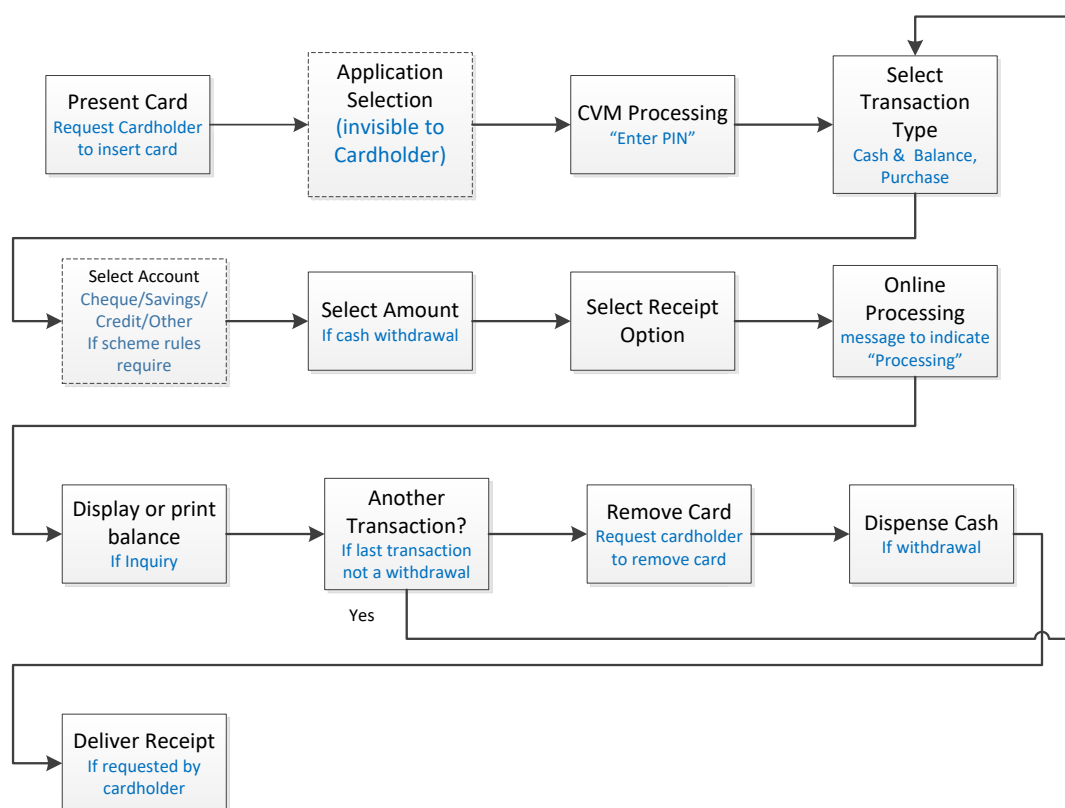 Present Card
Request Cardholder
to insert card
Application
Selection
(invisible to
Cardholder)
CVM Processing
“Enter PIN”
Select
Transaction
Type
Cash &  Balance,
Purchase
Select Account
Cheque/Savings/
Credit/Other
If scheme rules
require
Select Amount
If cash withdrawal
Select Receipt
Option
Online
Processing
message to indicate
“Processing”
Display or print
balance
If Inquiry
Another
Transaction?
If last transaction
not a withdrawal
Yes
Remove Card
Request cardholder
to remove card
Dispense Cash
If withdrawal
Deliver Receipt
If requested by
cardholder